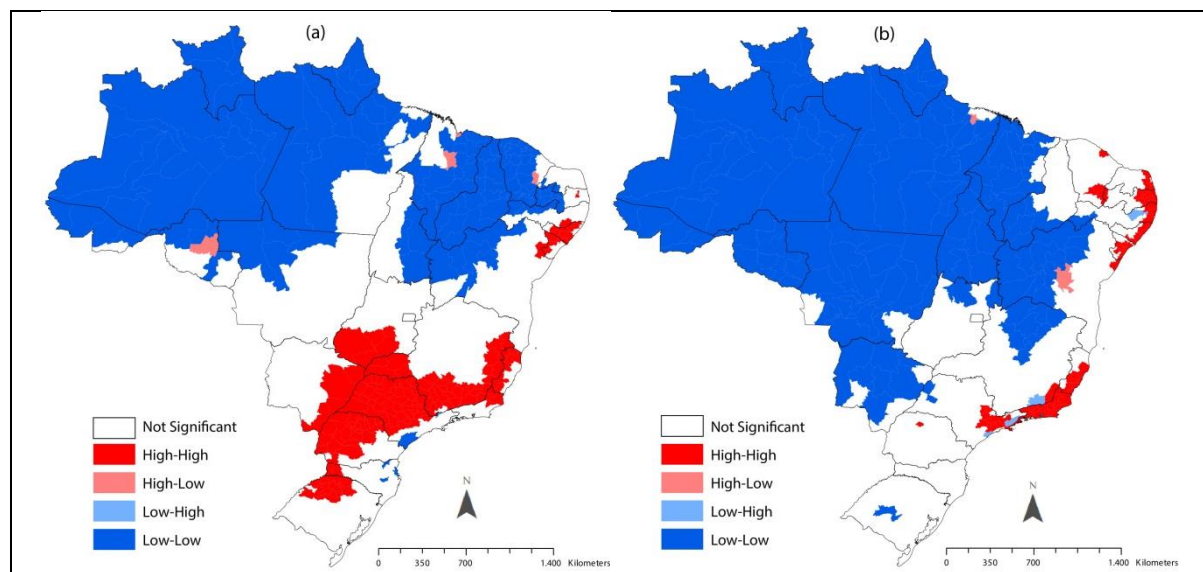 (a)
Not Significant
High-High
High-Low
Low-High
Low-Low
N
0 350 700 1.400 Kilometers
(b)
Not Significant
High-High
High-Low
Low-High
Low-Low
N
0 350 700 1.400 Kilometers